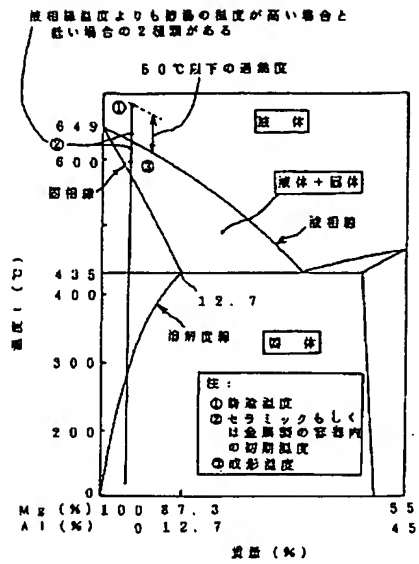 液相線温度よりも溶湯の温度が高い場合と
低い場合の2種類がある
50℃以下の過熱度
①
649
液体
②
600
③
固相線
液体+固体
液相線
温度t(℃)
435
400
12.7
溶解度線
固体
300
注:
①鋳造温度
②セラミックもしく
は金属製の容器内
の初期温度
③成形温度
200
0
Mg(%)100 87.3 55
Al(%) 0 12.7 45
質量(%)